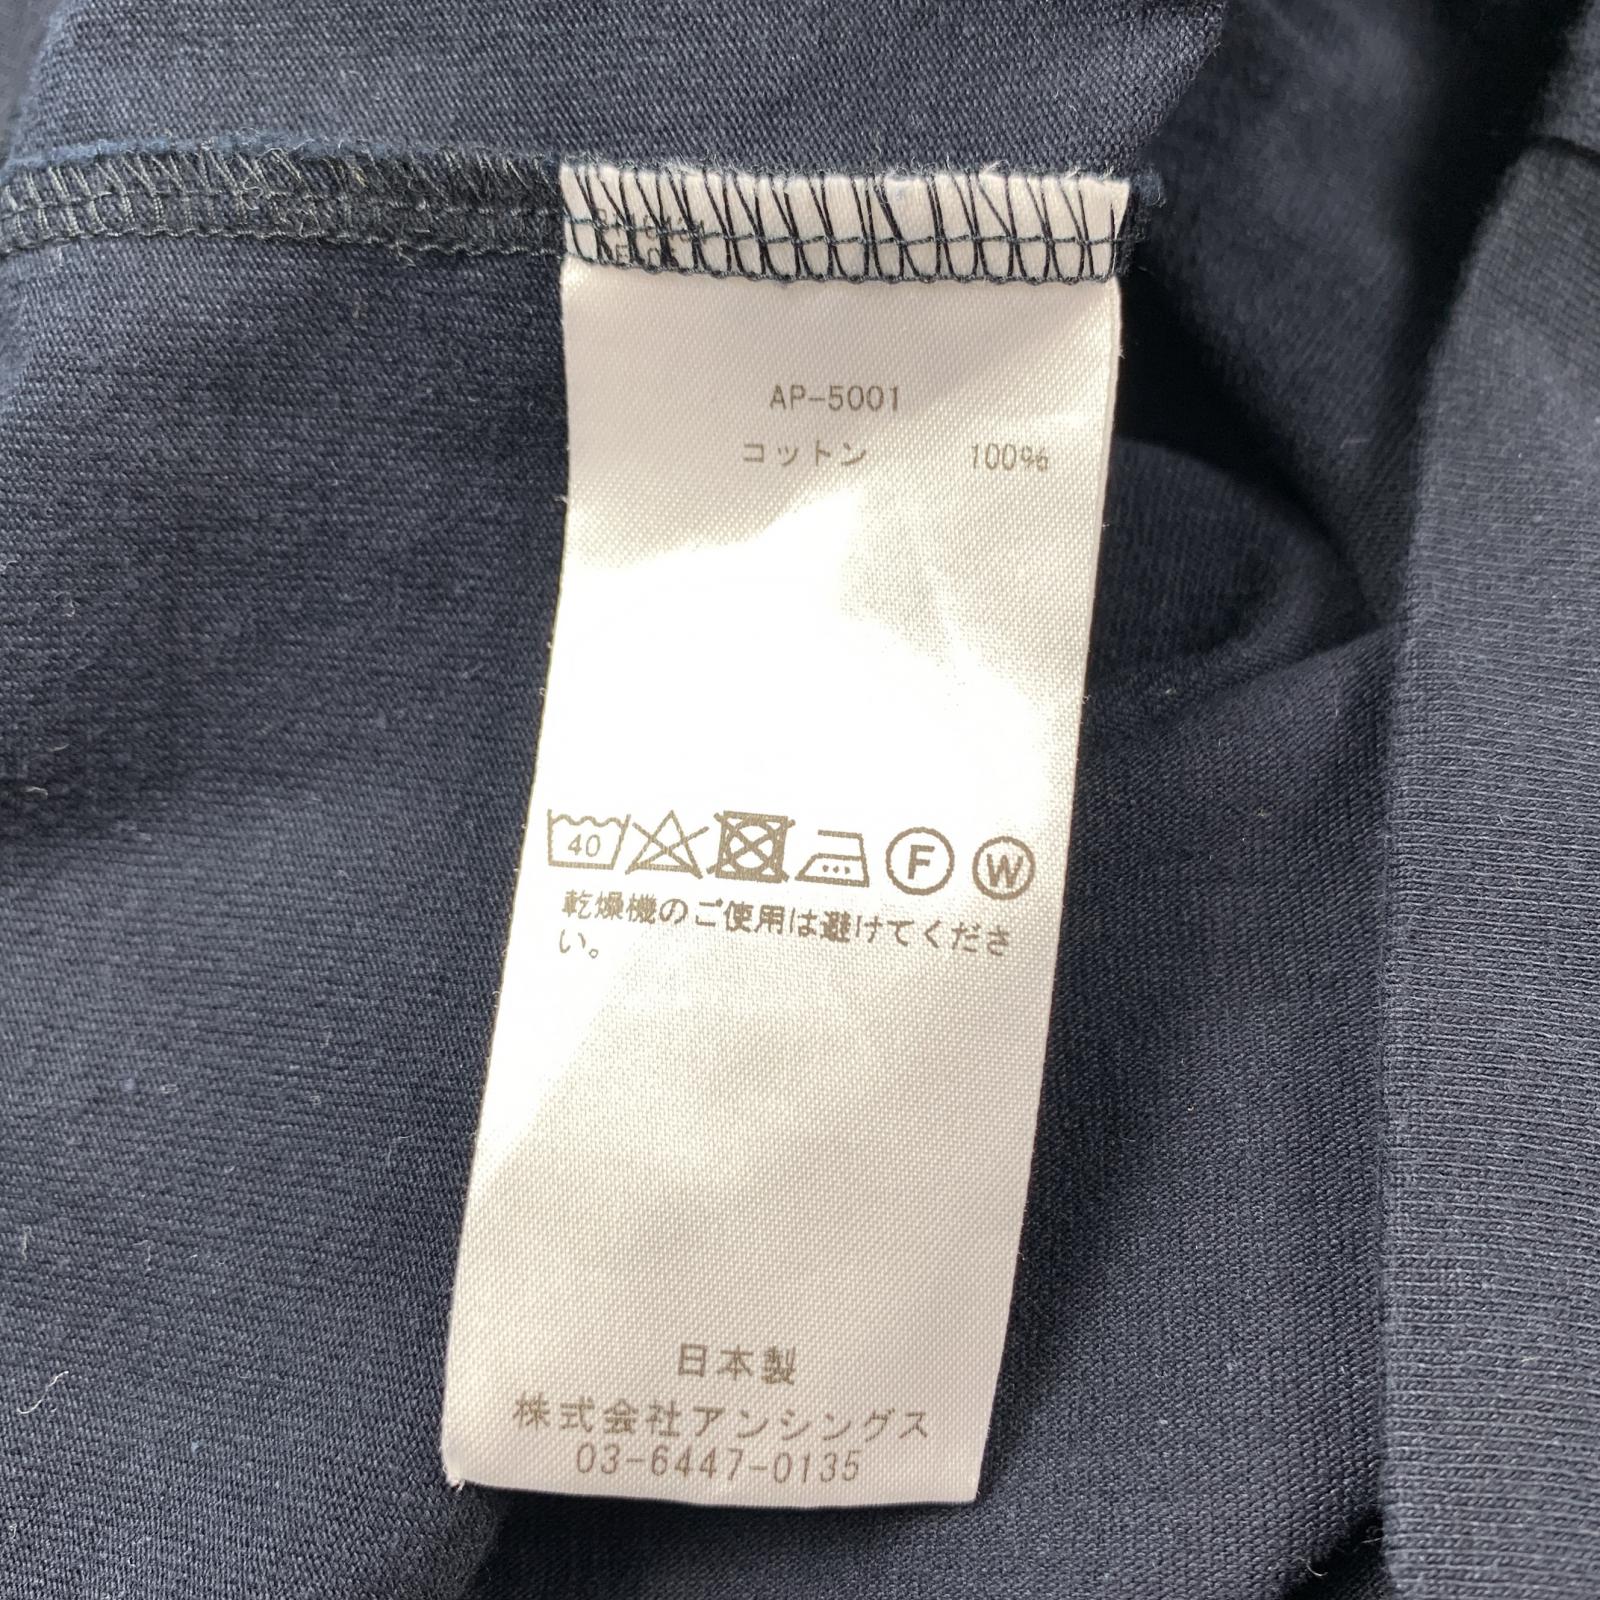 AP-5001
コットン 100%
40 F W
乾燥機のご使用は避けてくださ
い。
日本製
株式会社アンシングス
03-6447-0135